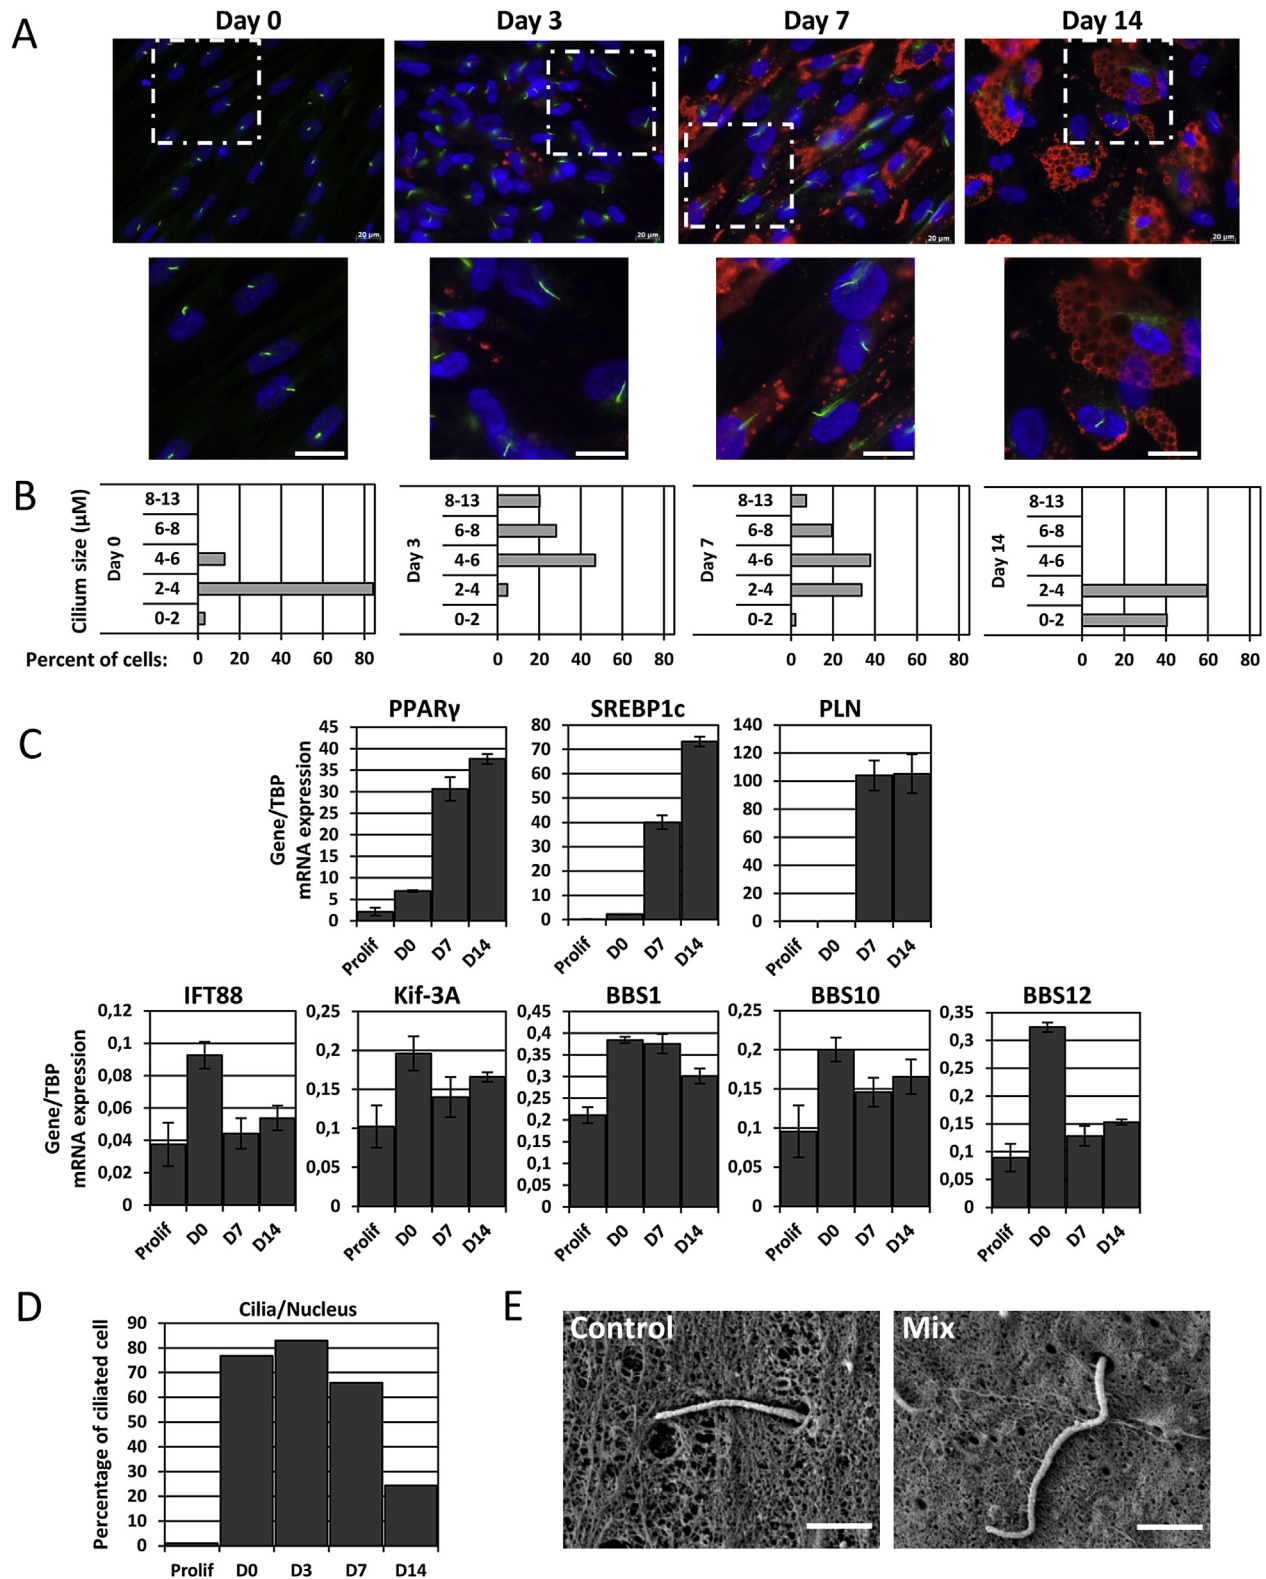 A
Day 0
Day 3
Day 7
Day 14
20 µm
20 µm
20 µm
20 µm
B
Cilium size (µM)
Day 0
8-13
6-8
4-6
2-4
0-2
Day 3
8-13
6-8
4-6
2-4
0-2
Day 7
8-13
6-8
4-6
2-4
0-2
Day 14
8-13
6-8
4-6
2-4
0-2
Percent of cells:
0 20 40 60 80
0 20 40 60 80
0 20 40 60 80
0 20 40 60 80
C
Gene/TBP
mRNA expression
PPARγ
45
40
35
30
25
20
15
10
5
0
Prolif D0 D7 D14
SREBP1c
80
70
60
50
40
30
20
10
0
Prolif D0 D7 D14
PLN
140
120
100
80
60
40
20
0
Prolif D0 D7 D14
Gene/TBP
mRNA expression
IFT88
0,12
0,1
0,08
0,06
0,04
0,02
0
Prolif D0 D7 D14
Kif-3A
0,25
0,2
0,15
0,1
0,05
0
Prolif D0 D7 D14
BBS1
0,45
0,4
0,35
0,3
0,25
0,2
0,15
0,1
0,05
0
Prolif D0 D7 D14
BBS10
0,25
0,2
0,15
0,1
0,05
0
Prolif D0 D7 D14
BBS12
0,35
0,3
0,25
0,2
0,15
0,1
0,05
0
Prolif D0 D7 D14
D
Cilia/Nucleus
Percentage of ciliated cell
90
80
70
60
50
40
30
20
10
0
Prolif D0 D3 D7 D14
E
Control
Mix